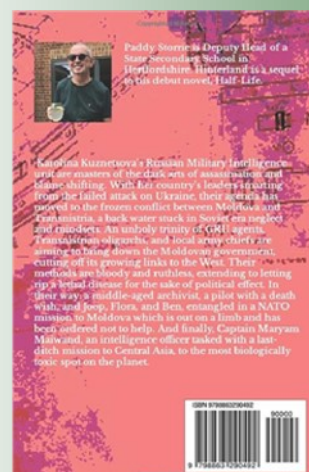 Paddy Storrie is Deputy Head of a
State Secondary School in
Hertfordshire. Hinterland is a sequel
to his debut novel, Half-Life.
Karolina Kuznetsova's Russian Military Intelligence
unit are masters of the dark arts of assassination and
blame shifting. With her country's leaders smarting
from the failed attack on Ukraine, their agenda has
moved to the frozen conflict between Moldova and
Transnistria, a back water stuck in Soviet era neglect
and mindsets. An unholy trinity of GRU agents,
Transnistrian oligarchs, and local army chiefs are
aiming to bring down the Moldovan government,
cutting off its growing links to the West. Their
methods are bloody and ruthless, extending to letting
rip a lethal disease for the sake of political effect. In
their way: a middle-aged archivist, a pilot with a death
wish, and Joep, Flora, and Ben, entangled in a NATO
mission to Moldova which is out on a limb and has
been ordered not to help. And finally, Captain Maryam
Maiwand, an intelligence officer tasked with a last-
ditch mission to Central Asia, to the most biologically
toxic spot on the planet.
ISBN 9798863290492
90000
9 798863 290492